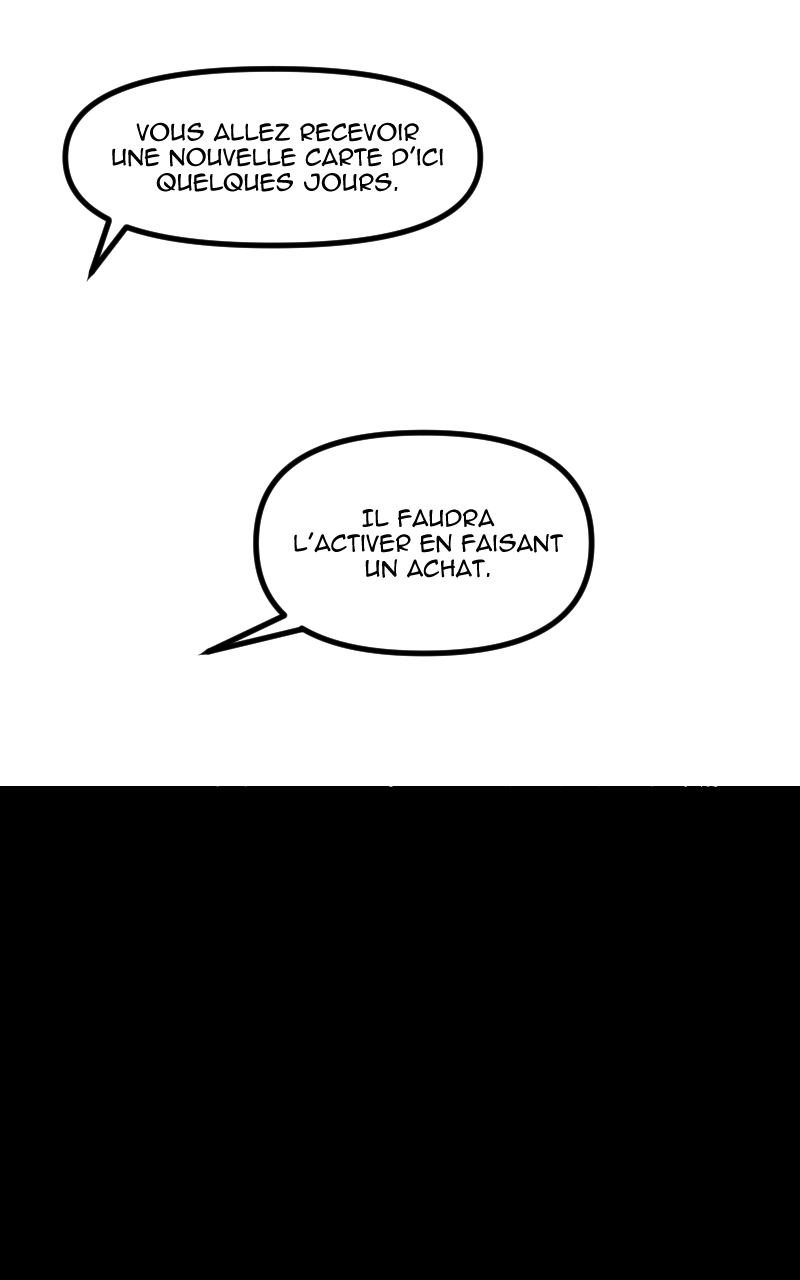 VOUS ALLEZ RECEVOIR
UNE NOUVELLE CARTE D'ICI
QUELQUES JOURS.
IL FAUDRA
L'ACTIVER EN FAISANT
UN ACHAT.